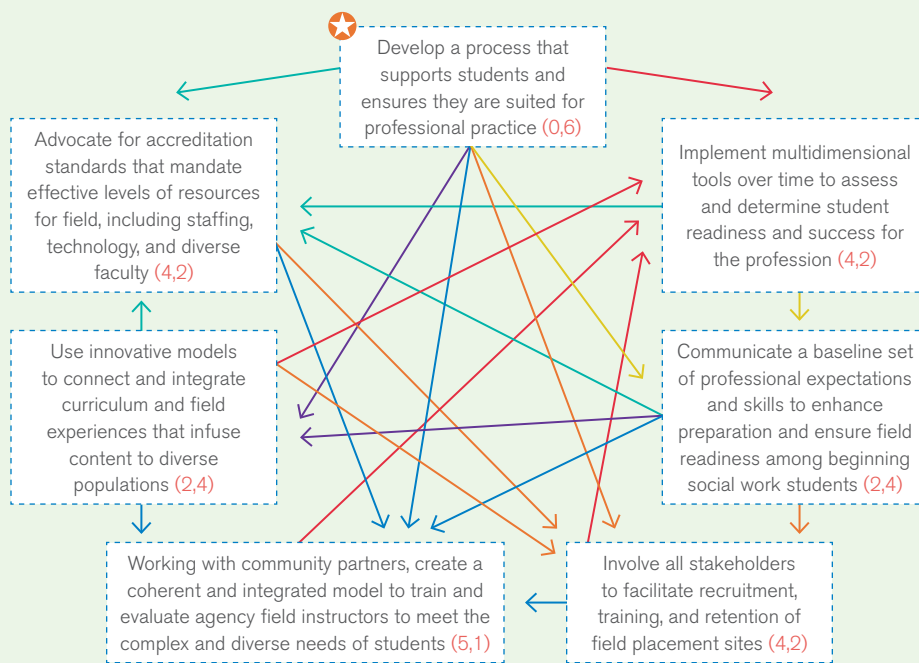 Develop a process that
supports students and
ensures they are suited for
professional practice (0,6)
Advocate for accreditation
standards that mandate
effective levels of resources
for field, including staffing,
technology, and diverse
faculty (4,2)
Implement multidimensional
tools over time to assess
and determine student
readiness and success for
the profession (4,2)
Use innovative models
to connect and integrate
curriculum and field
experiences that infuse
content to diverse
populations (2,4)
Communicate a baseline set
of professional expectations
and skills to enhance
preparation and ensure field
readiness among beginning
social work students (2,4)
Working with community partners, create a
coherent and integrated model to train and
evaluate agency field instructors to meet the
complex and diverse needs of students (5,1)
Involve all stakeholders
to facilitate recruitment,
training, and retention of
field placement sites (4,2)